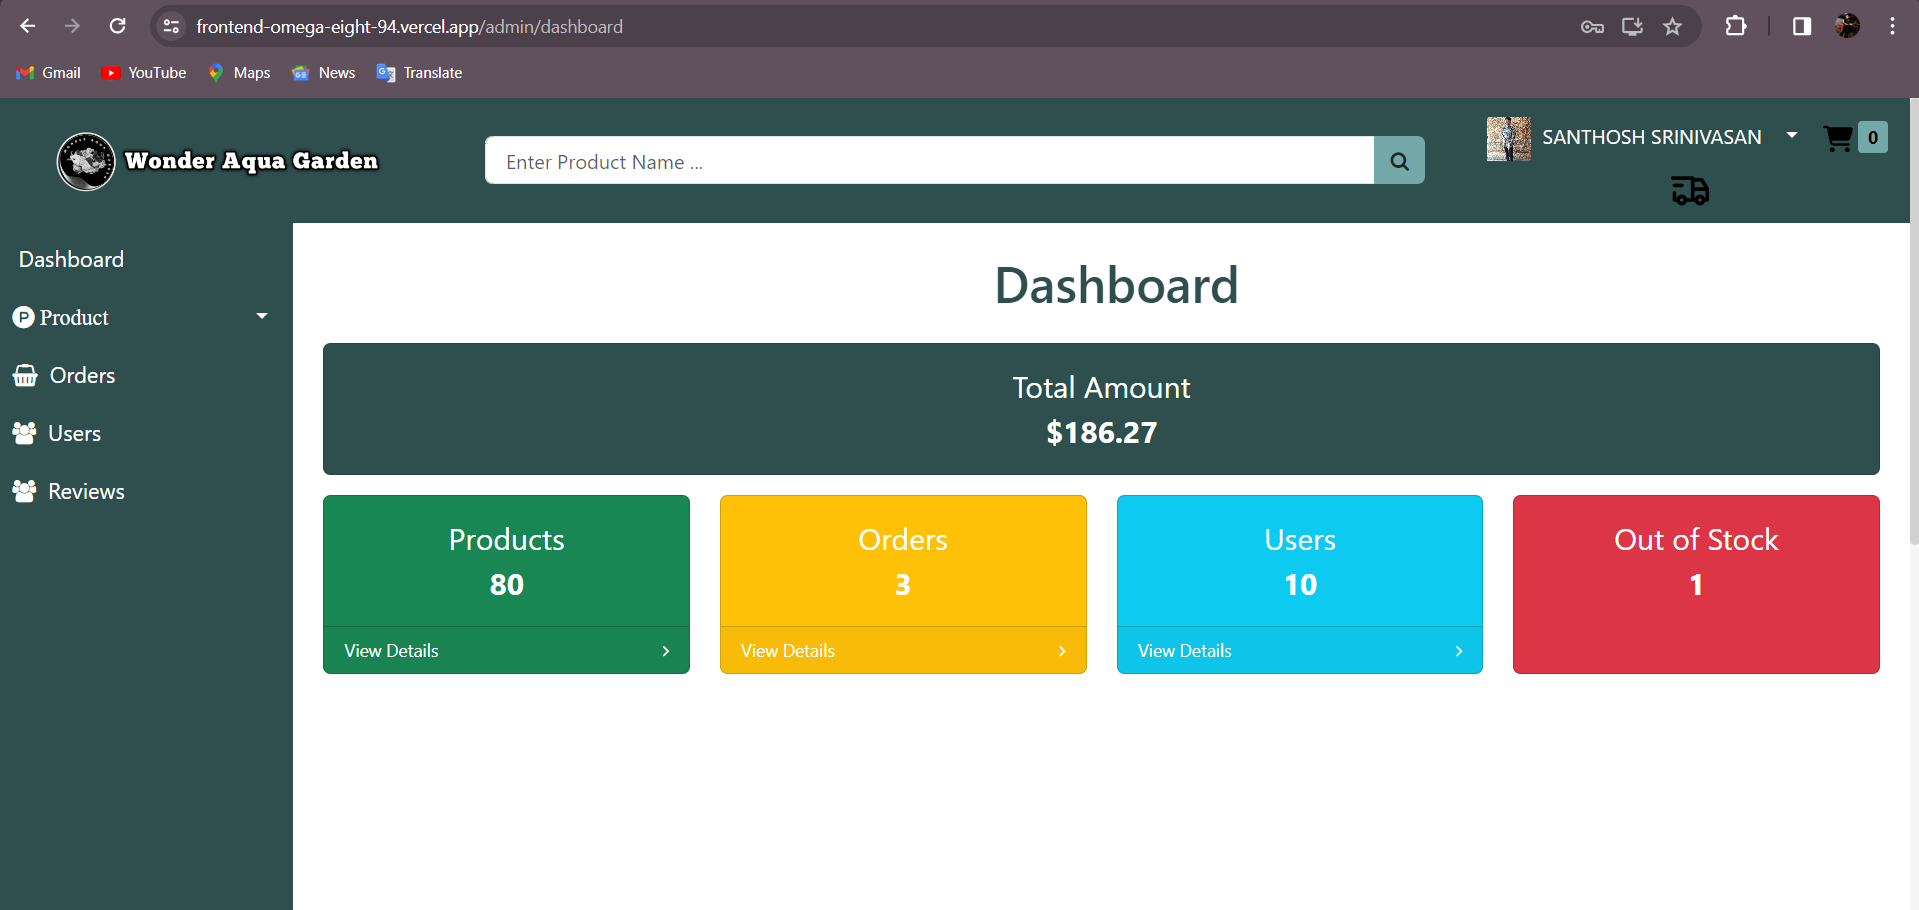 frontend-omega-eight-94.vercel.app/admin/dashboard
Gmail YouTube Maps News Translate
Wonder Aqua Garden
Enter Product Name ...
SANTHOSH SRINIVASAN
0
Dashboard
Product
Orders
Users
Reviews
Dashboard
Total Amount
$186.27
Products
80
View Details
Orders
3
View Details
Users
10
View Details
Out of Stock
1